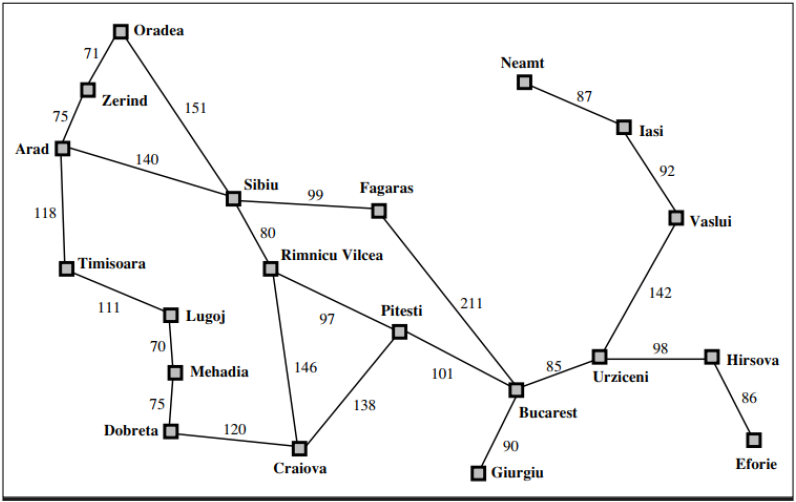 Oradea
Neamt
71
87
Zerind
151
75
Iasi
Arad
140
92
Sibiu
99
Fagaras
118
Vaslui
80
Timisoara
Rimnicu Vilcea
142
111
Lugoj
97
Pitesti
211
70
98
Hirsova
146
101
85
Urziceni
Mehadia
75
138
86
Bucarest
Dobreta
120
90
Craiova
Giurgiu
Eforie